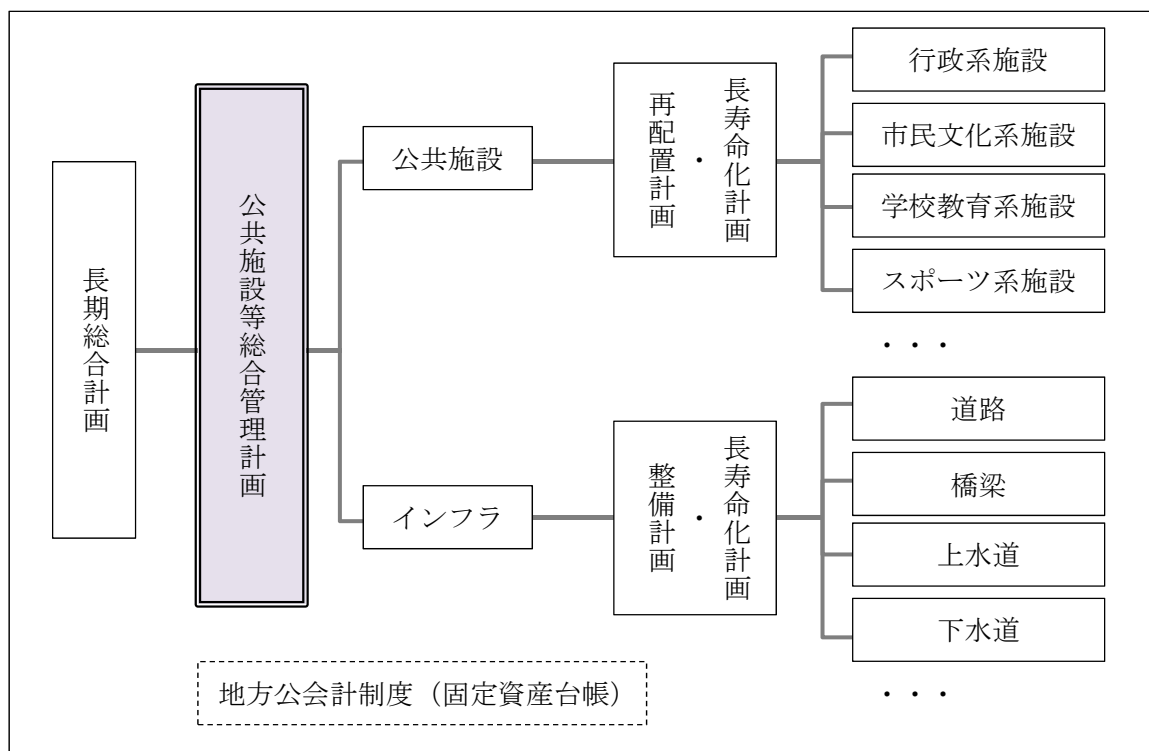 長期総合計画
公共施設等総合管理計画
公共施設
長寿命化計画
・
再配置計画
行政系施設
市民文化系施設
学校教育系施設
スポーツ系施設
・・・
インフラ
長寿命化計画
・
整備計画
道路
橋梁
上水道
下水道
・・・
地方公会計制度（固定資産台帳）